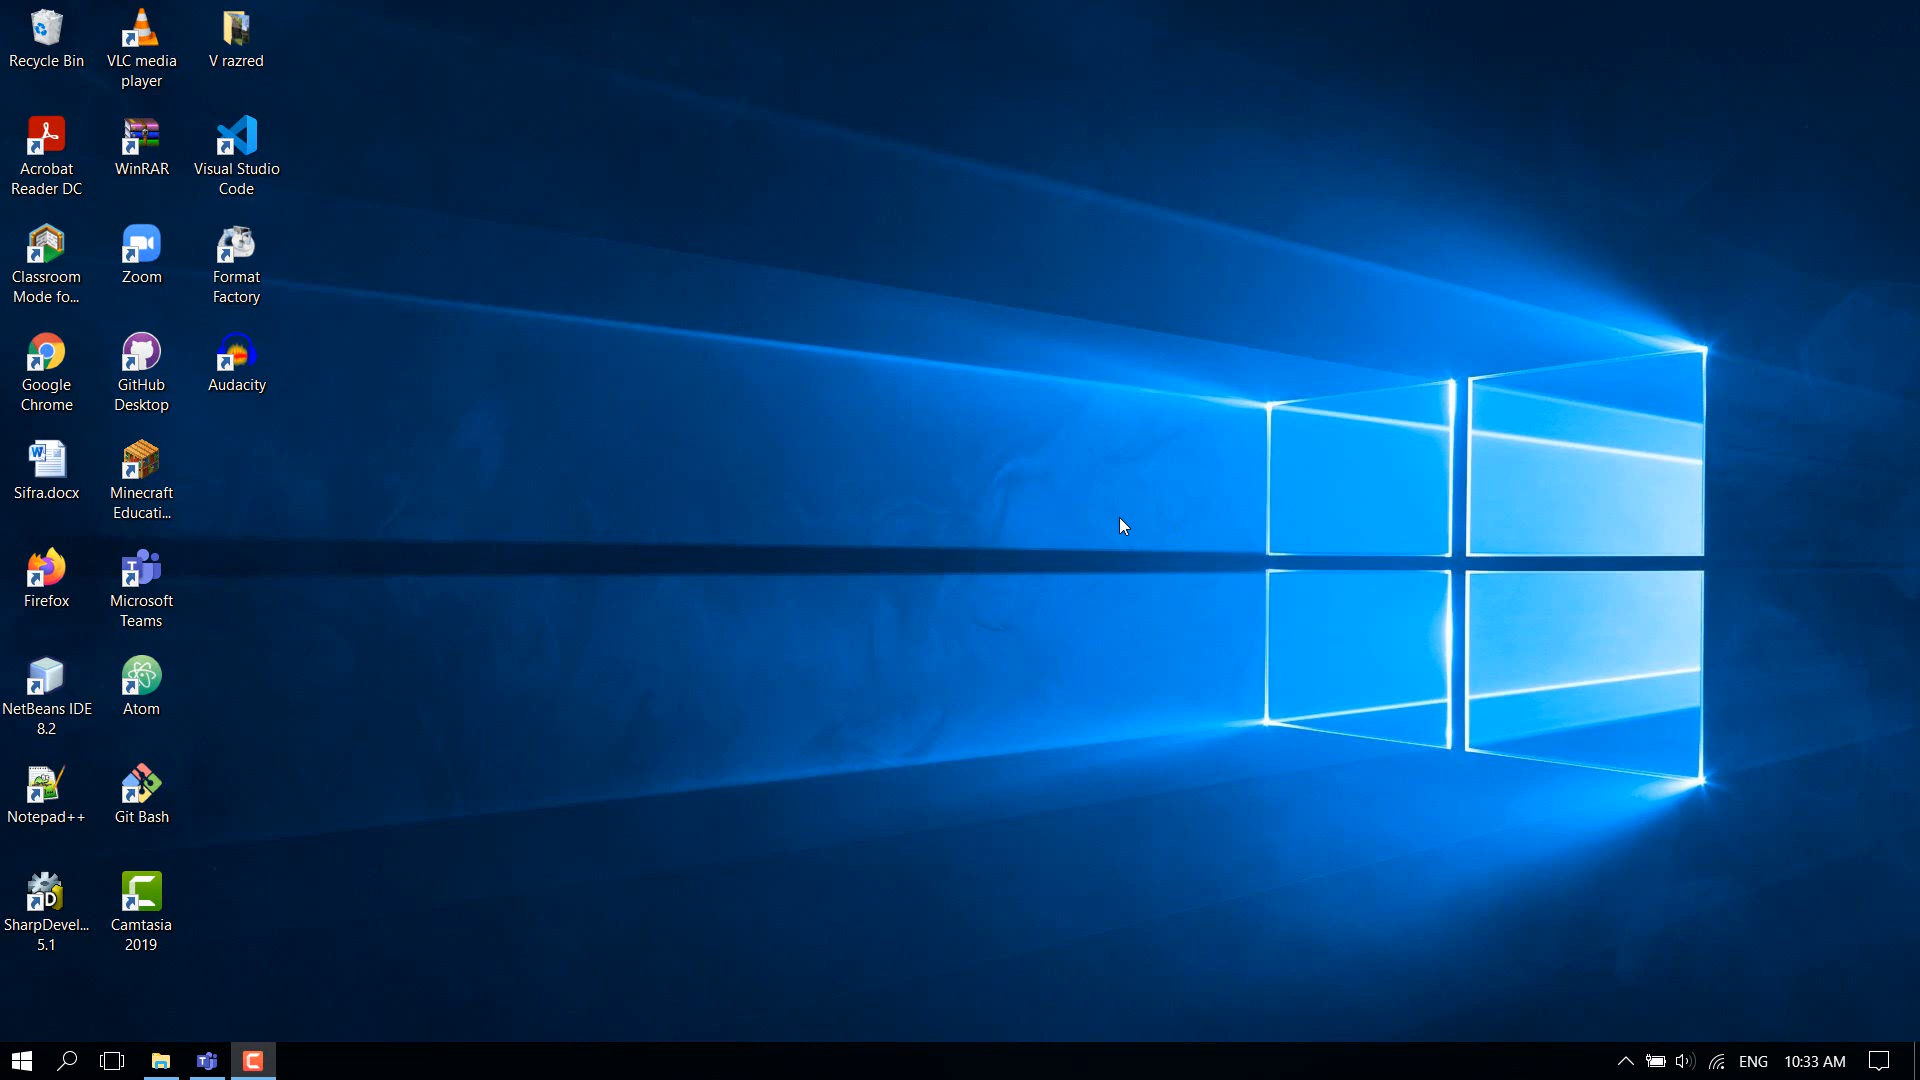 Recycle Bin
VLC media
player
V razred
Acrobat
Reader DC
WinRAR
Visual Studio
Code
Classroom
Mode fo...
Zoom
Format
Factory
Google
Chrome
GitHub
Desktop
Audacity
Sifra.docx
Minecraft
Educati...
Firefox
Microsoft
Teams
NetBeans IDE
8.2
Atom
Notepad++
Git Bash
SharpDevel...
5.1
Camtasia
2019
ENG
10:33 AM